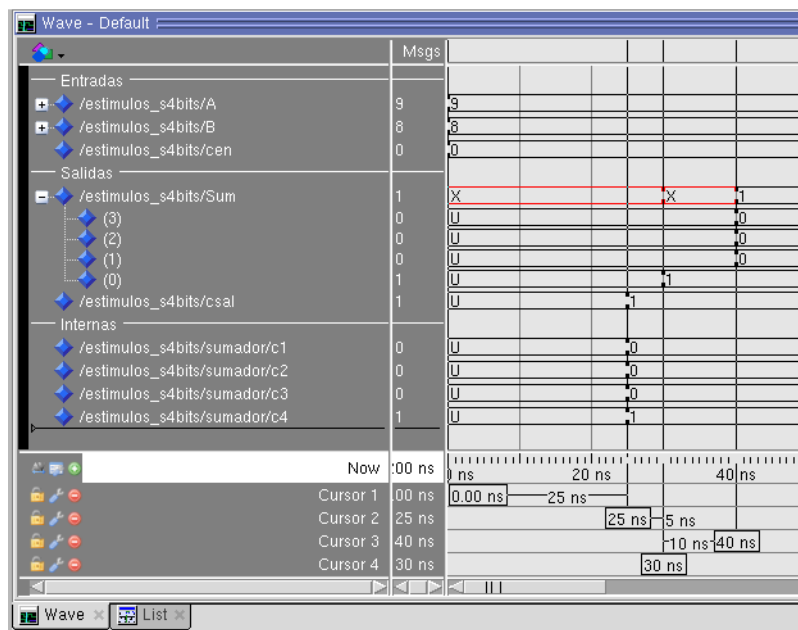 Wave - Default
Msgs
Entradas
/estimulos_s4bits/A 9 9
/estimulos_s4bits/B 8 8
/estimulos_s4bits/cen 0 0
Salidas
/estimulos_s4bits/Sum 1 X X 1
(3) 0 U 0
(2) 0 U 0
(1) 0 U 0
(0) 1 U 1
/estimulos_s4bits/csal 1 U 1
Internas
/estimulos_s4bits/sumador/c1 0 U 0
/estimulos_s4bits/sumador/c2 0 U 0
/estimulos_s4bits/sumador/c3 0 U 0
/estimulos_s4bits/sumador/c4 1 U 1
Now :00 ns ns 20 ns 40 ns
Cursor 1 .00 ns 0.00 ns 25 ns
Cursor 2 25 ns 25 ns 5 ns
Cursor 3 40 ns 10 ns 40 ns
Cursor 4 30 ns 30 ns
Wave List